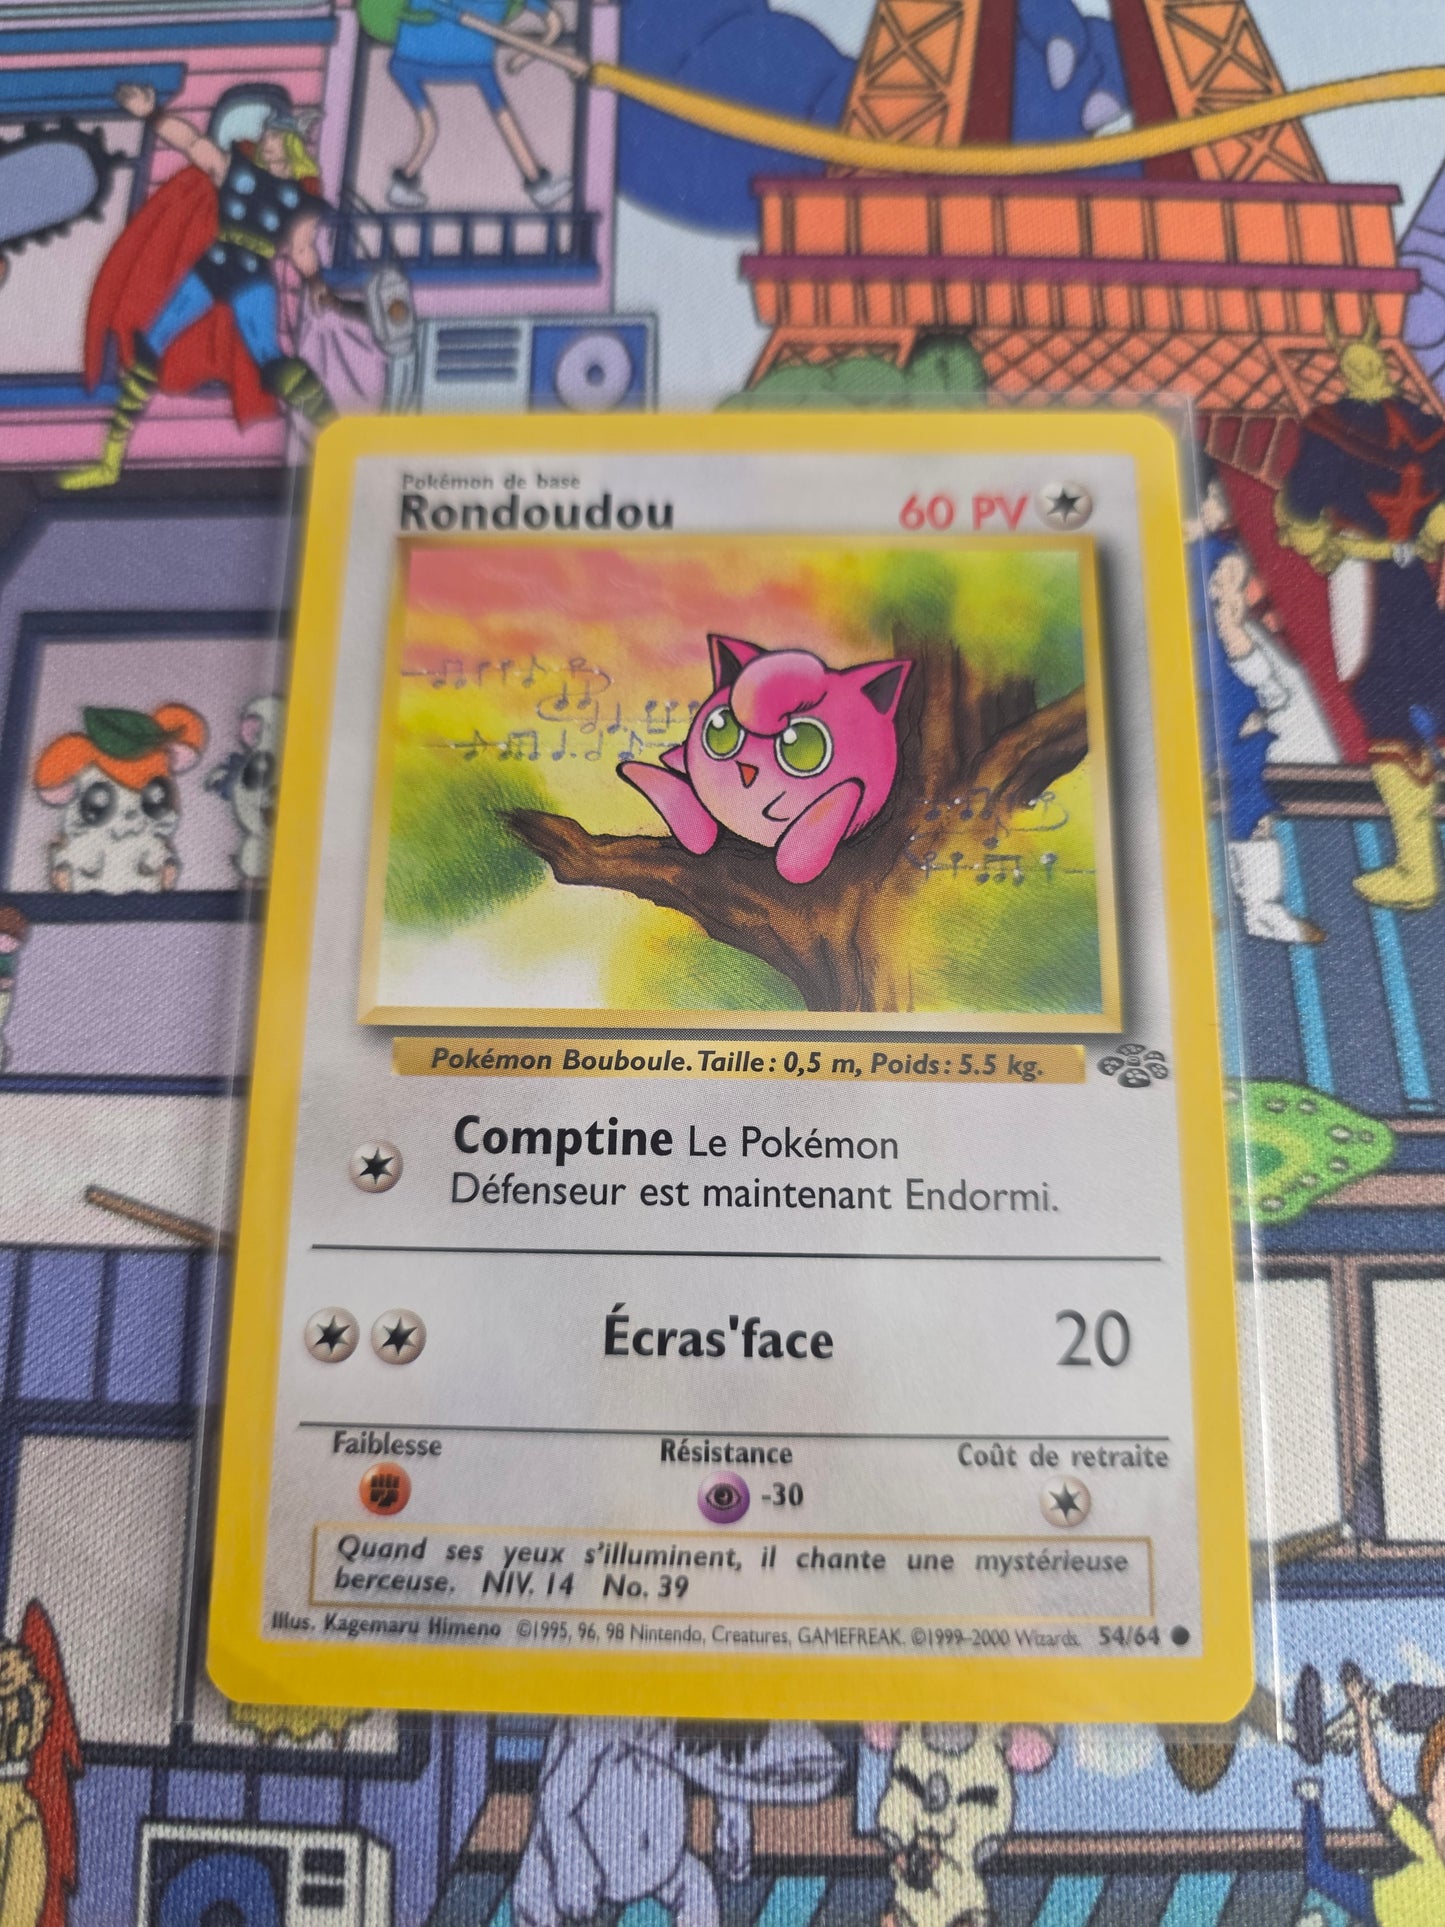 Pokémon de base
Rondoudou 60 PV
Pokémon Bouboule. Taille: 0,5 m, Poids: 5.5 kg.
Comptine Le Pokémon
Défenseur est maintenant Endormi.
Écras'face 20
Faiblesse Résistance Coût de retraite
-30
Quand ses yeux s'illuminent, il chante une mystérieuse
berceuse. NIV. 14 No. 39
Illus. Kagemaru Himeno ©1995, 96, 98 Nintendo, Creatures, GAMEFREAK. ©1999-2000 Wizards. 54/64